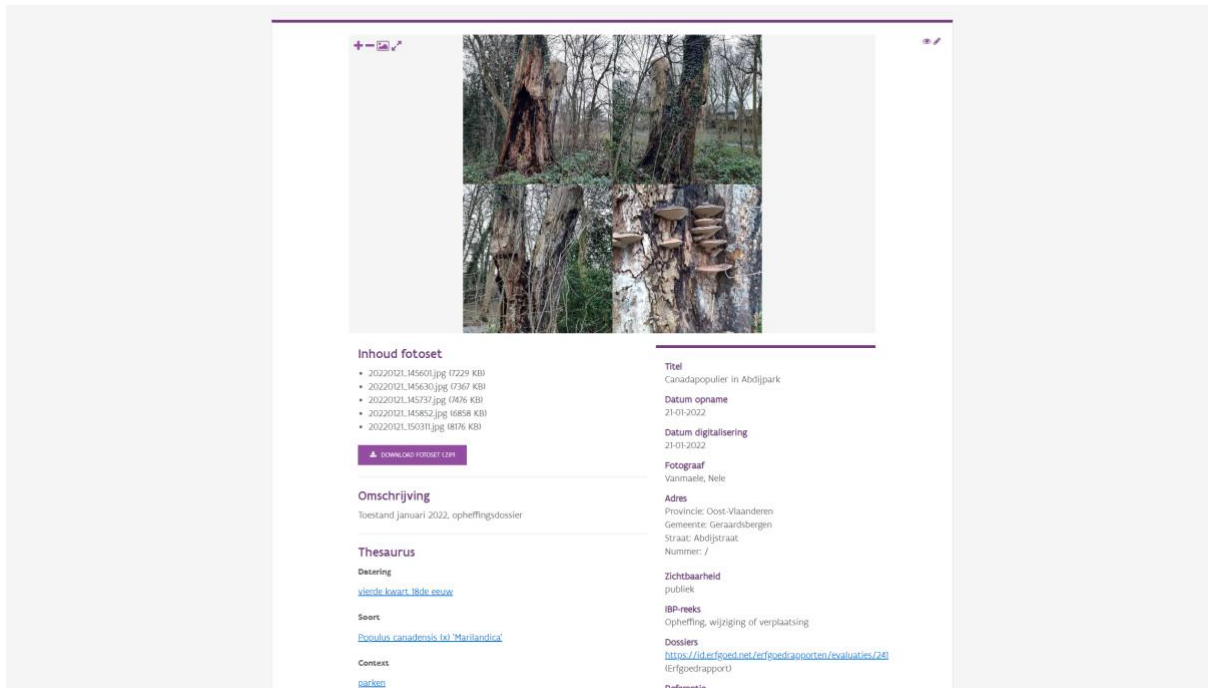 Inhoud fotoset
20220121_145601.jpg (7229 KB)
20220121_145630.jpg (7367 KB)
20220121_145737.jpg (7476 KB)
20220121_145852.jpg (6858 KB)
20220121_150311.jpg (8176 KB)
DOWNLOAD FOTOSET (ZIP)
Omschrijving
Toestand januari 2022, opheffingsdossier
Thesaurus
Datering
vierde kwart 18de eeuw
Soort
Populus canadensis (x) 'Marilandica'
Context
parken
Titel
Canadapopulier in Abdijpark
Datum opname
21-01-2022
Datum digitalisering
21-01-2022
Fotograaf
Vanmaele, Nele
Adres
Provincie: Oost-Vlaanderen
Gemeente: Geraardsbergen
Straat: Abdijstraat
Nummer: /
Zichtbaarheid
publiek
IBP-reeks
Opheffing, wijziging of verplaatsing
Dossiers
https://id.erfgoed.net/erfgoedrapporten/evaluaties/241
(Erfgoedrapport)
Referentie